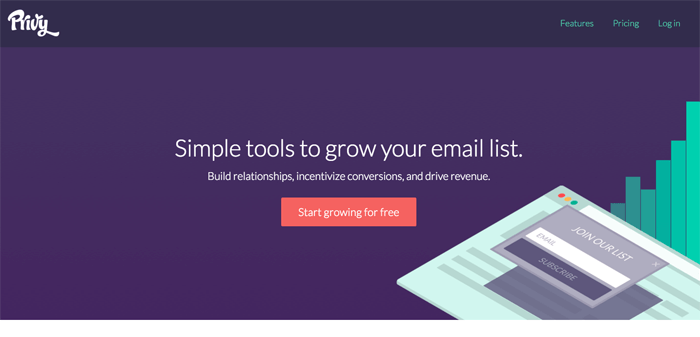 Privy
Features
Pricing
Log in
Simple tools to grow your email list.
Build relationships, incentivize conversions, and drive revenue.
Start growing for free
JOIN OUR LIST
EMAIL
SUBSCRIBE